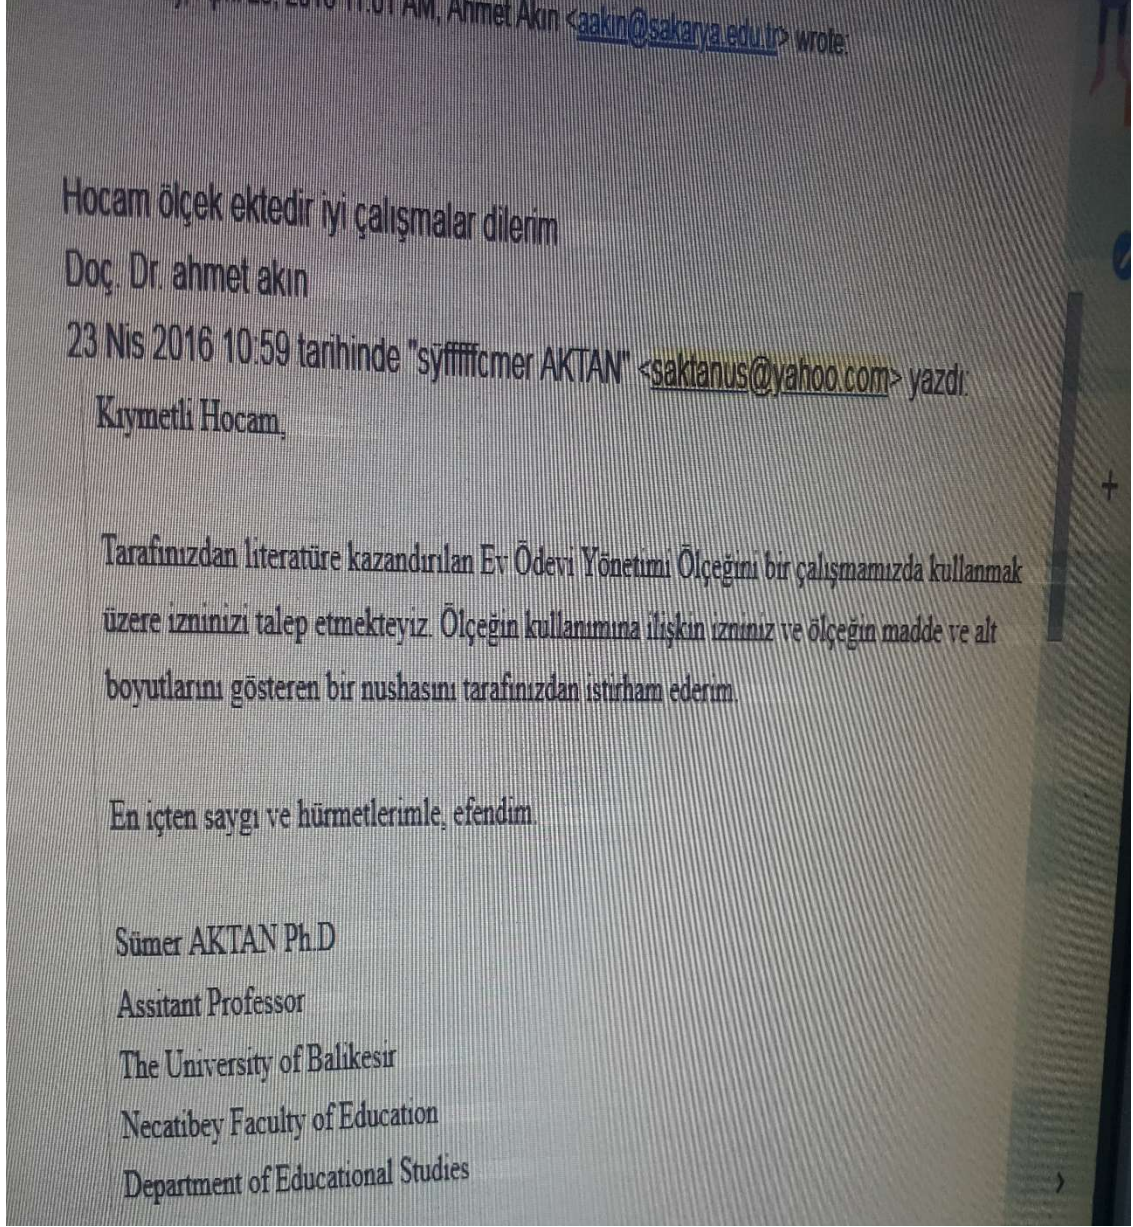 2016 11:01 AM, Ahmet Akın <aakin@sakarya.edu.tr> wrote:
Hocam ölçek ektedir iyi çalışmalar dilerim
Doç. Dr. ahmet akın
23 Nis 2016 10:59 tarihinde "sÿfffffcmer AKTAN" <saktanus@yahoo.com> yazdı:
Kıymetli Hocam,
Tarafınızdan literatüre kazandırılan Ev Ödevi Yönetimi Ölçeğini bir çalışmamızda kullanmak
üzere izninizi talep etmekteyiz. Ölçeğin kullanımına ilişkin izniniz ve ölçeğin madde ve alt
boyutlarını gösteren bir nushasını tarafınızdan istirham ederim.
En içten saygı ve hürmetlerimle, efendim.
Sümer AKTAN Ph.D
Assitant Professor
The University of Balikesir
Necatibey Faculty of Education
Department of Educational Studies